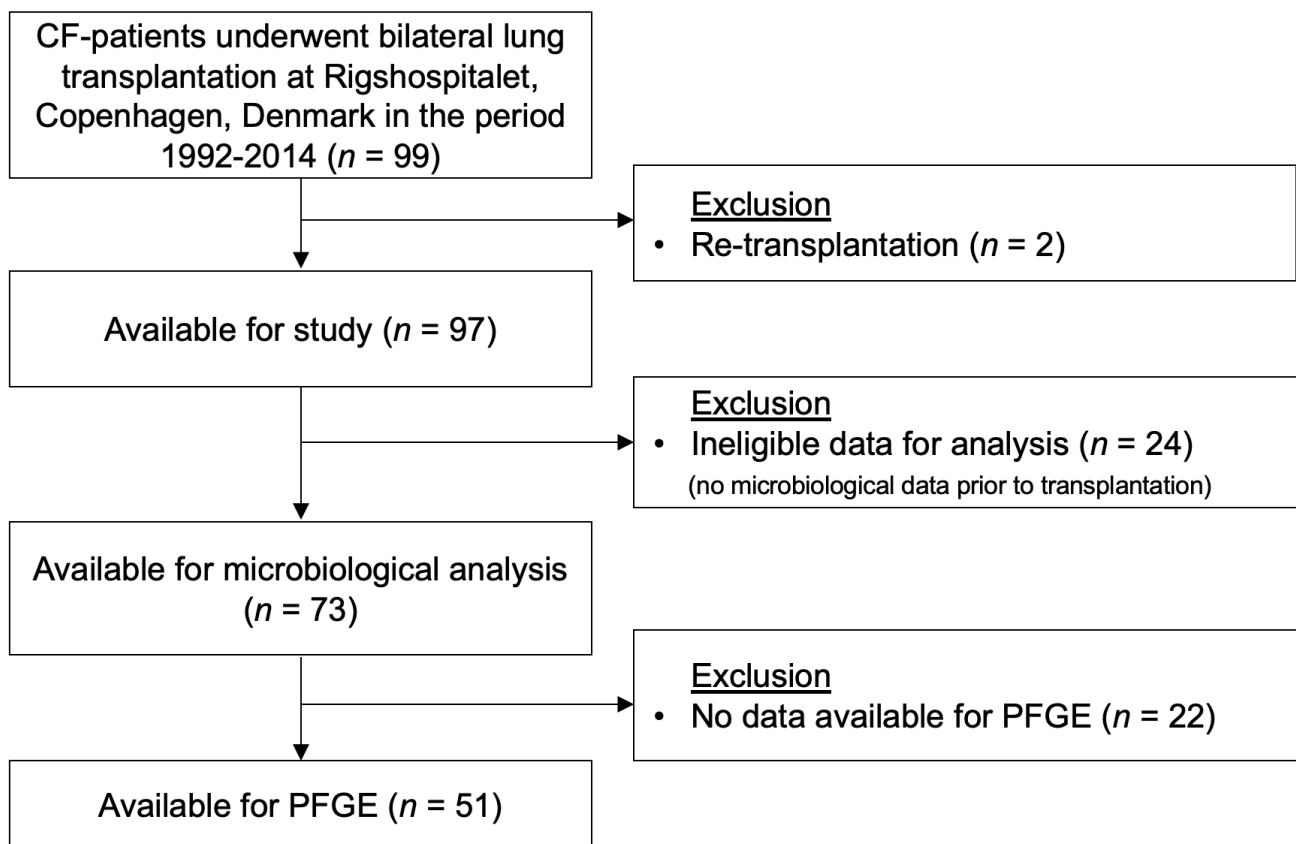 CF-patients underwent bilateral lung
transplantation at Rigshospitalet,
Copenhagen, Denmark in the period
1992-2014 (n = 99)
Exclusion
• Re-transplantation (n = 2)
Available for study (n = 97)
Exclusion
• Ineligible data for analysis (n = 24)
(no microbiological data prior to transplantation)
Available for microbiological analysis
(n = 73)
Exclusion
• No data available for PFGE (n = 22)
Available for PFGE (n = 51)